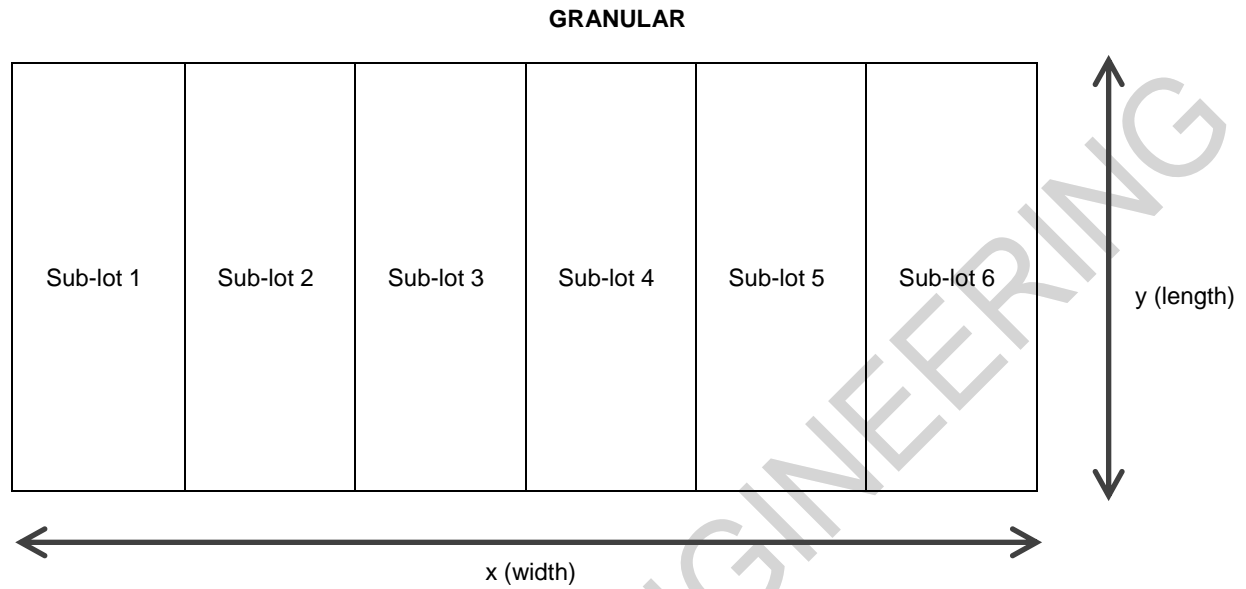 GRANULAR
Sub-lot 1
Sub-lot 2
Sub-lot 3
Sub-lot 4
Sub-lot 5
Sub-lot 6
y (length)
x (width)
NGINEERING